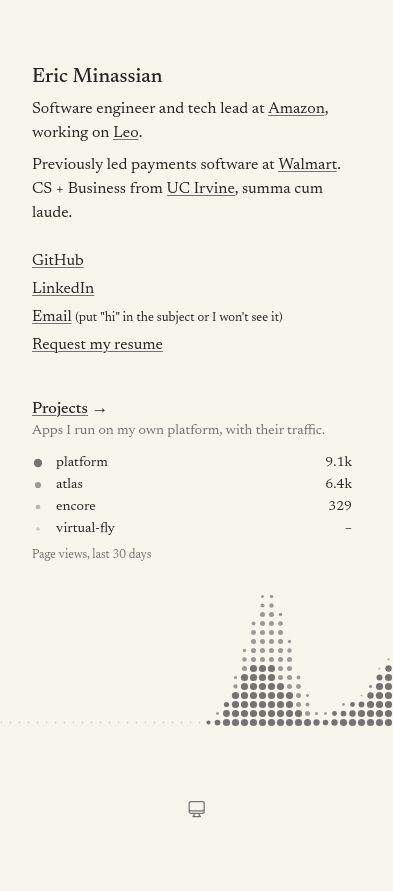 Eric Minassian
Software engineer and tech lead at Amazon,
working on Leo.
Previously led payments software at Walmart.
CS + Business from UC Irvine, summa cum
laude.
GitHub
LinkedIn
Email (put "hi" in the subject or I won't see it)
Request my resume
Projects →
Apps I run on my own platform, with their traffic.
platform 9.1k
atlas 6.4k
encore 329
virtual-fly –
Page views, last 30 days